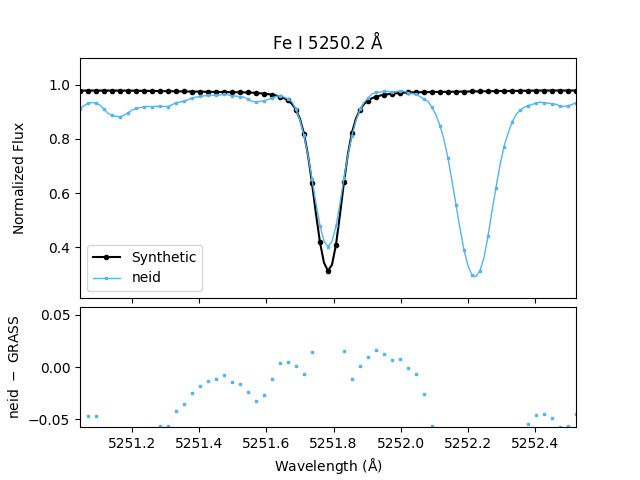 Fe I 5250.2 Å
1.0
0.8
0.6
0.4
Normalized Flux
Synthetic
neid
0.05
0.00
−0.05
neid − GRASS
5251.2 5251.4 5251.6 5251.8 5252.0 5252.2 5252.4
Wavelength (Å)